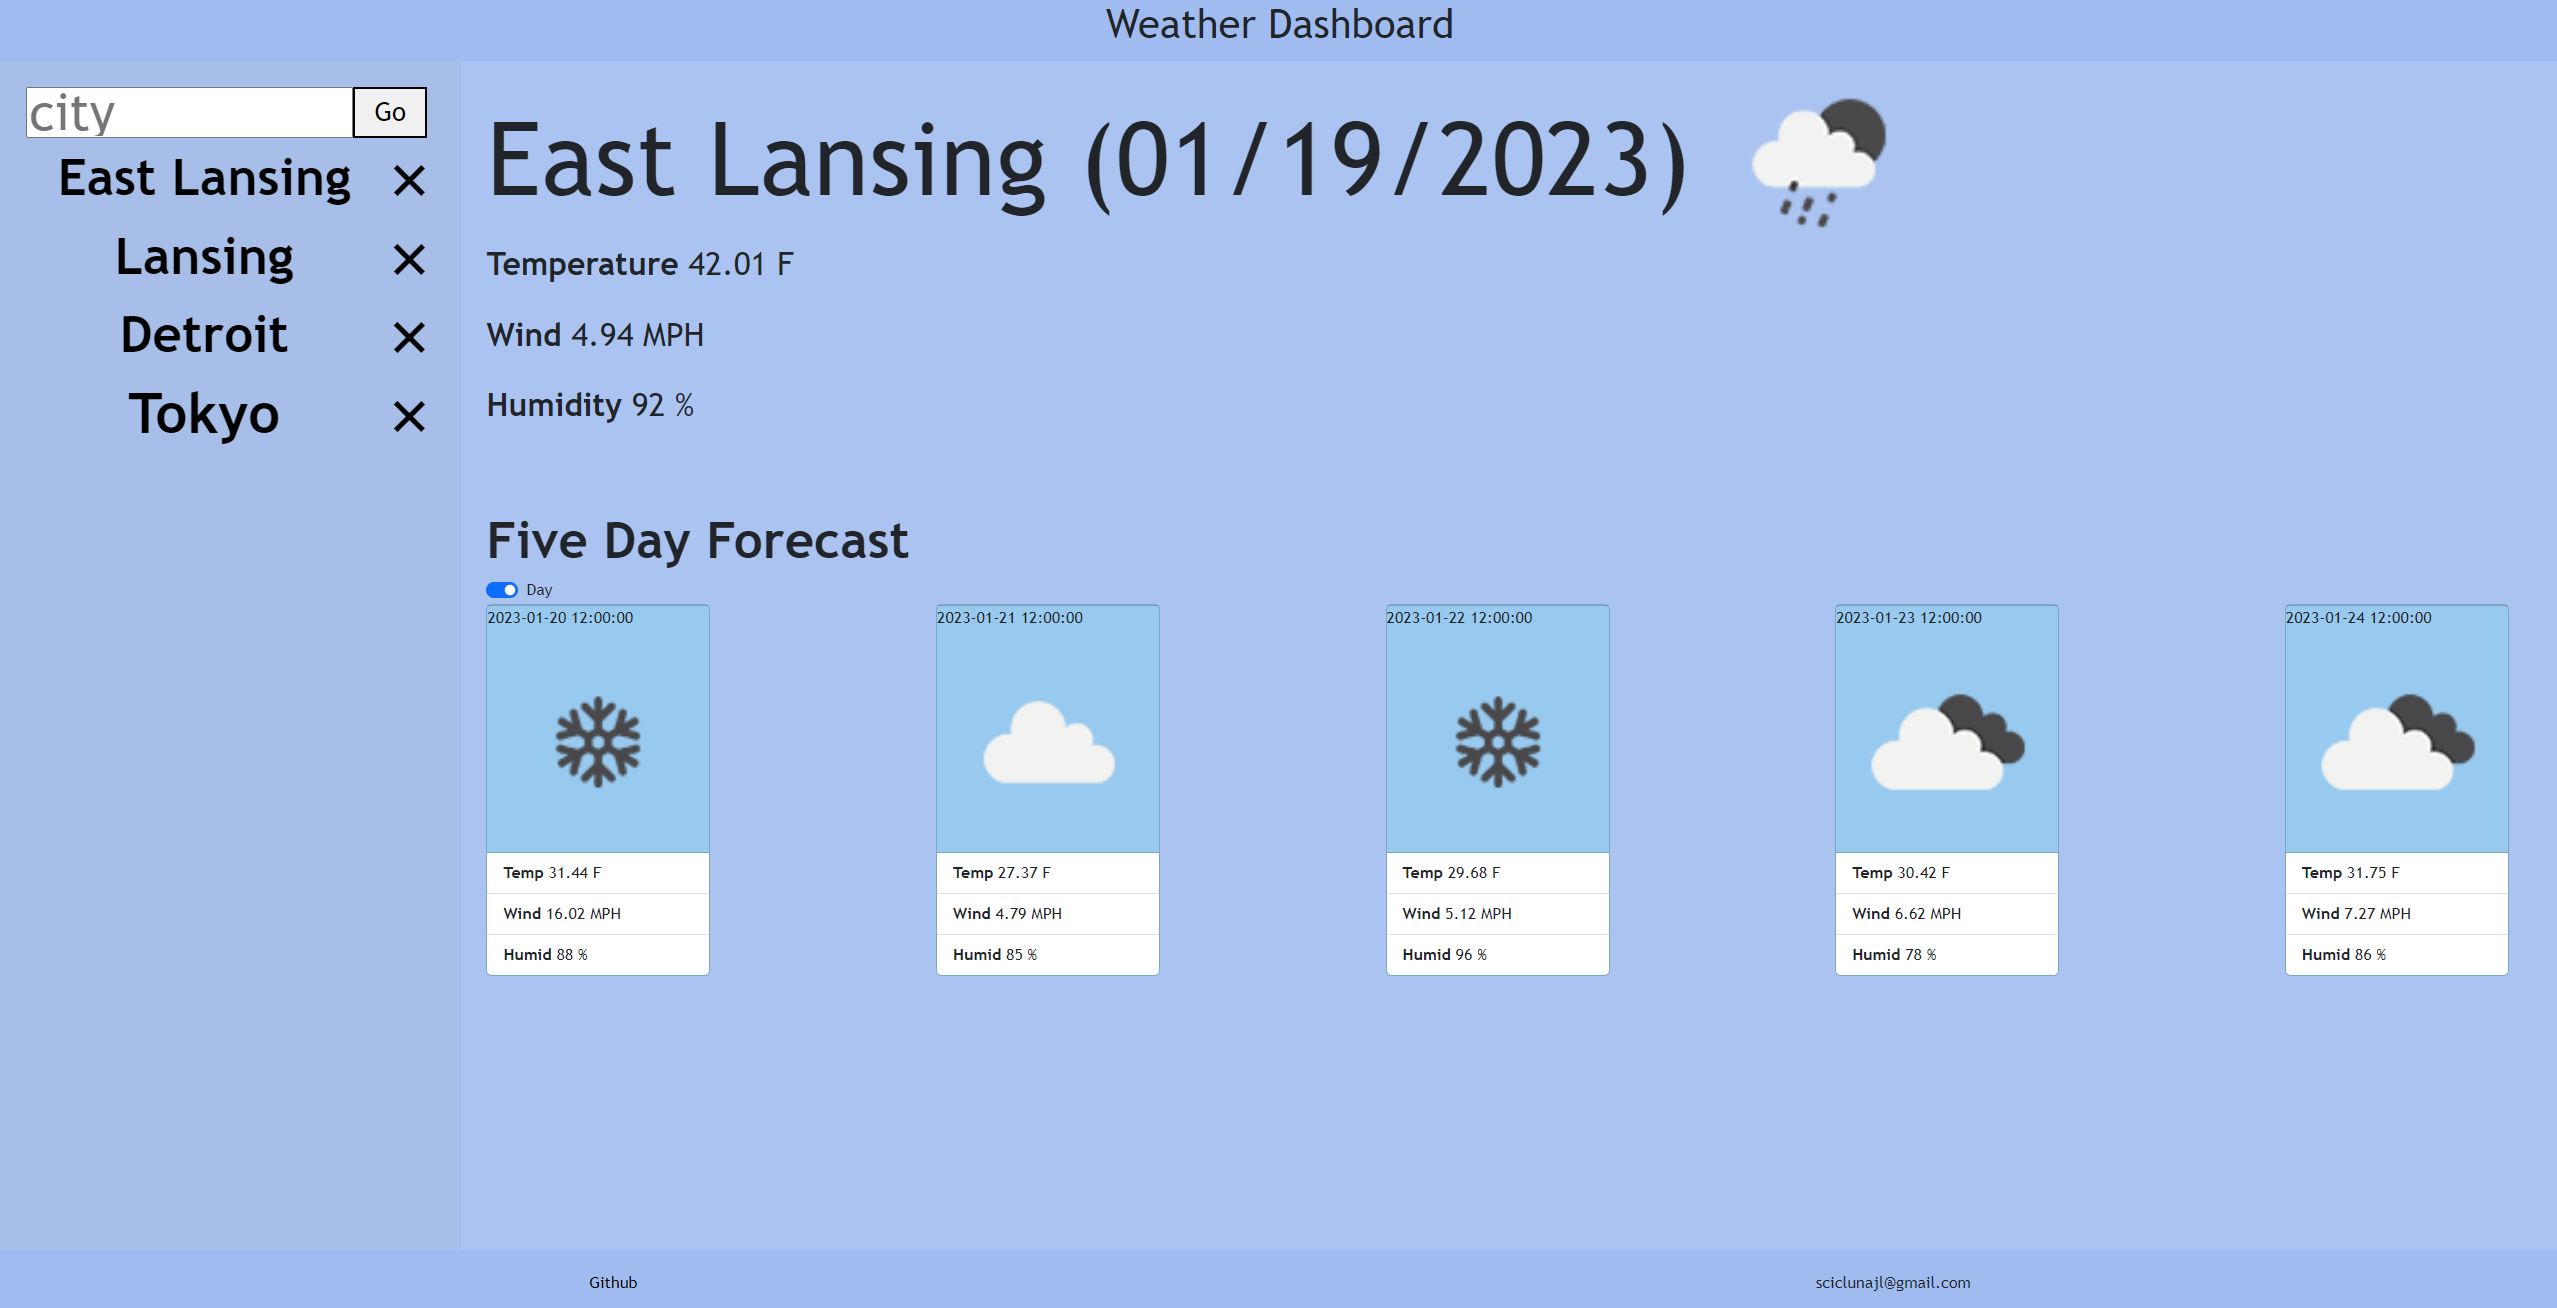 Weather Dashboard
city Go
East Lansing ×
Lansing ×
Detroit ×
Tokyo ×
East Lansing (01/19/2023)
Temperature 42.01 F
Wind 4.94 MPH
Humidity 92 %
Five Day Forecast
Day
2023-01-20 12:00:00
Temp 31.44 F
Wind 16.02 MPH
Humid 88 %
2023-01-21 12:00:00
Temp 27.37 F
Wind 4.79 MPH
Humid 85 %
2023-01-22 12:00:00
Temp 29.68 F
Wind 5.12 MPH
Humid 96 %
2023-01-23 12:00:00
Temp 30.42 F
Wind 6.62 MPH
Humid 78 %
2023-01-24 12:00:00
Temp 31.75 F
Wind 7.27 MPH
Humid 86 %
Github
sciclunajl@gmail.com